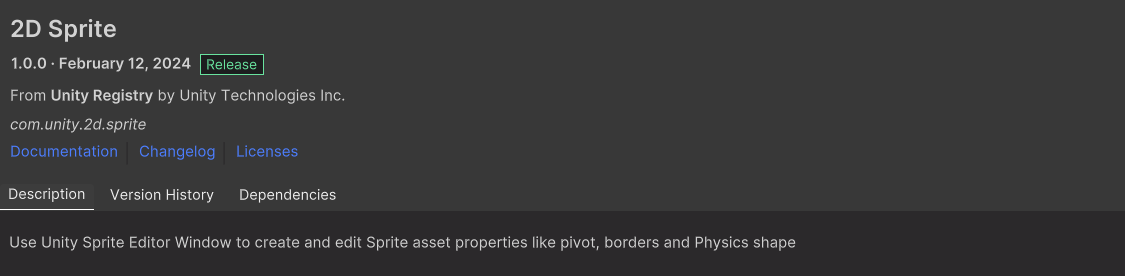 2D Sprite
1.0.0 · February 12, 2024 Release
From Unity Registry by Unity Technologies Inc.
com.unity.2d.sprite
Documentation Changelog Licenses
Description Version History Dependencies
Use Unity Sprite Editor Window to create and edit Sprite asset properties like pivot, borders and Physics shape